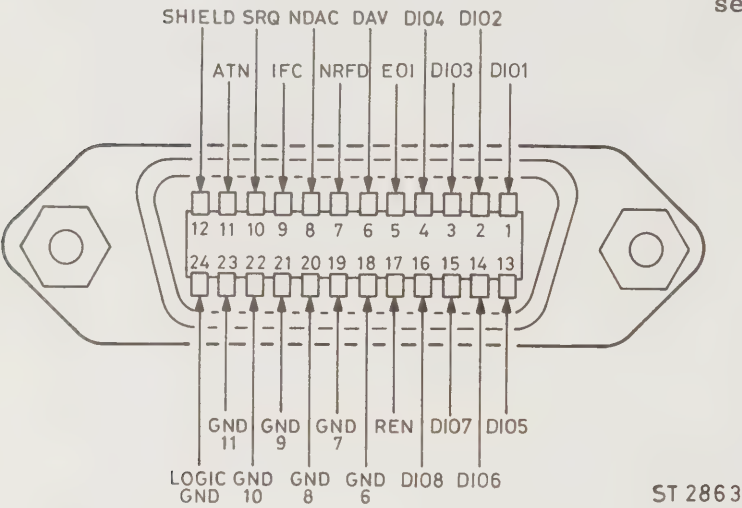 se
SHIELD SRQ NDAC DAV DIO4 DIO2
ATN IFC NRFD EOI DIO3 DIO1
12 11 10 9 8 7 6 5 4 3 2 1
24 23 22 21 20 19 18 17 16 15 14 13
GND GND GND REN DIO7 DIO5
11 9 7
LOGIC GND GND GND DIO8 DIO6
GND 10 8 6
ST 2863